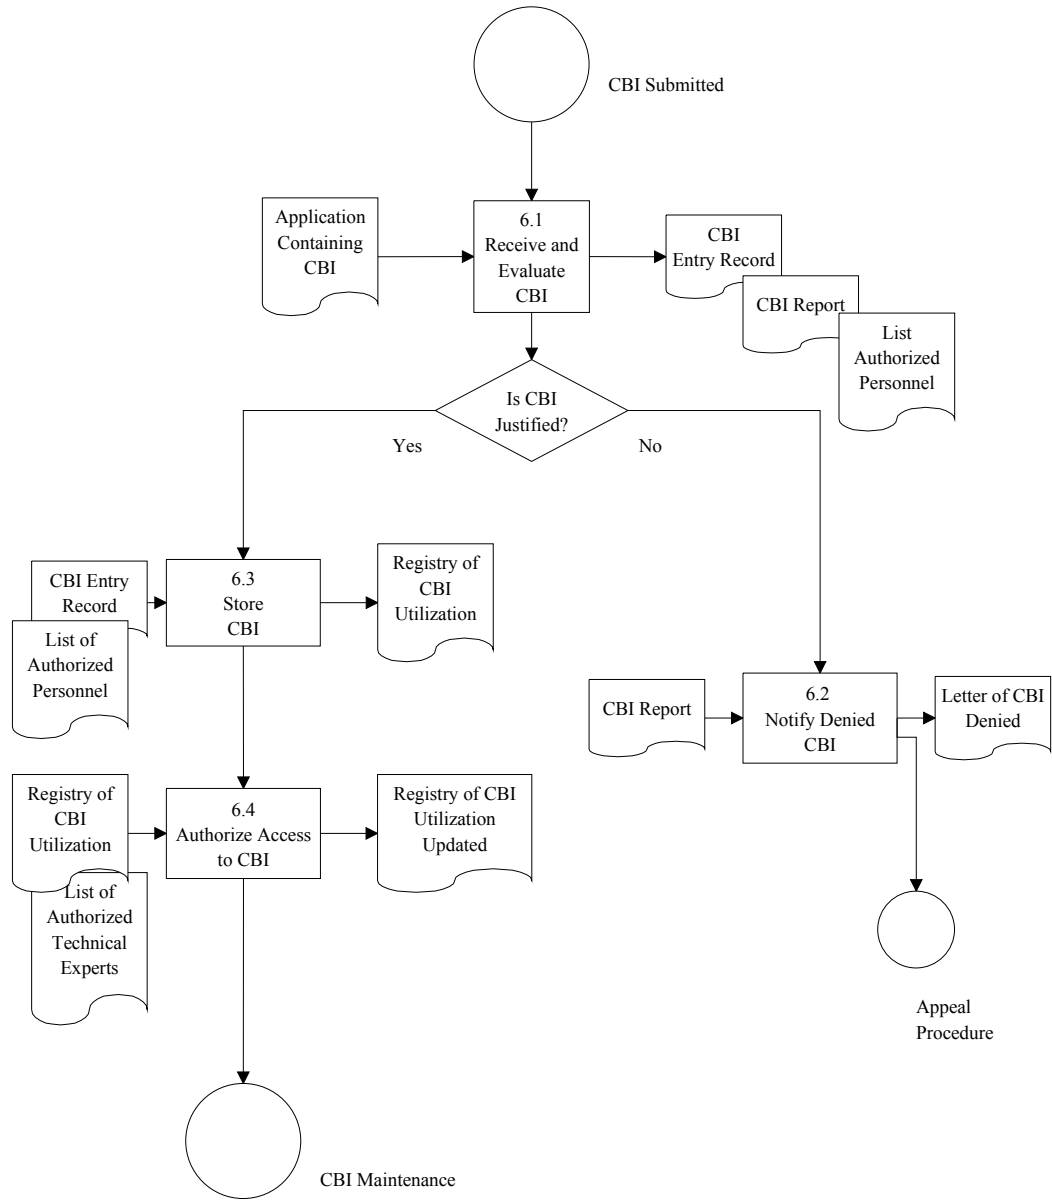 CBI Submitted
Application
Containing
CBI
6.1
Receive and
Evaluate
CBI
CBI
Entry Record
CBI Report
List
Authorized
Personnel
Is CBI
Justified?
Yes
No
CBI Entry
Record
List of
Authorized
Personnel
6.3
Store
CBI
Registry of
CBI
Utilization
CBI Report
6.2
Notify Denied
CBI
Letter of CBI
Denied
Registry of
CBI
Utilization
List of
Authorized
Technical
Experts
6.4
Authorize Access
to CBI
Registry of CBI
Utilization
Updated
Appeal
Procedure
CBI Maintenance